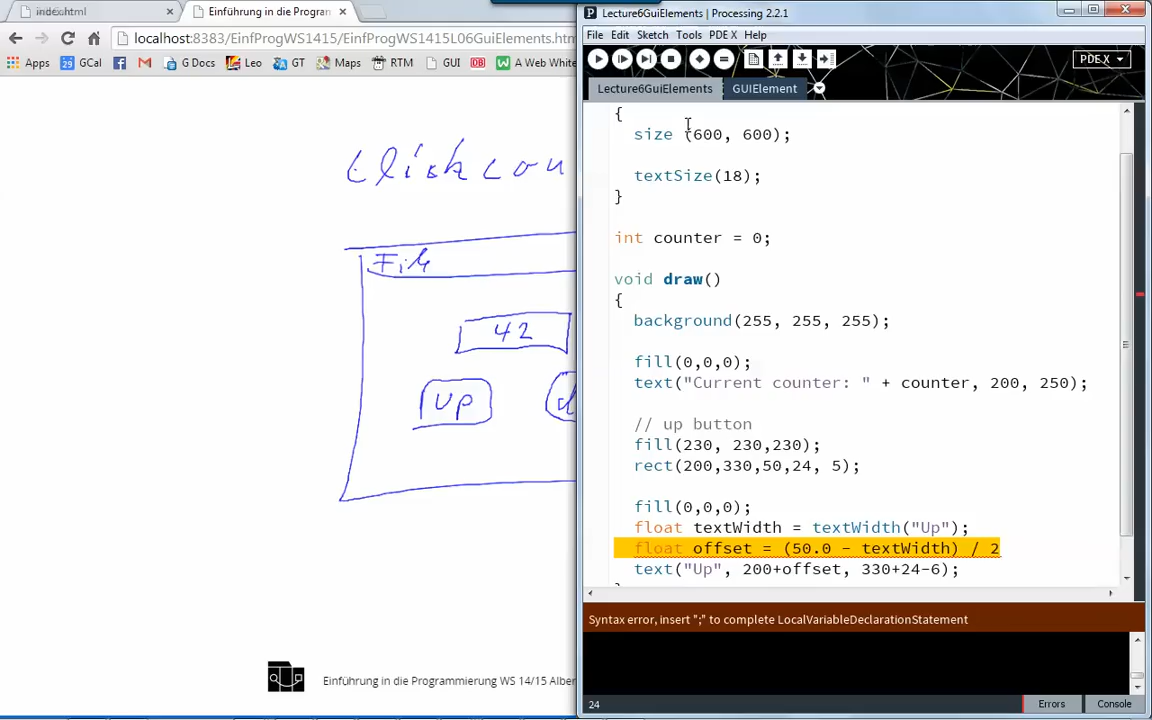 index.html
Einführung in die Program
localhost:8383/EinfProgWS1415/EinfProgWS1415L06GuiElements.htm
Apps GCal G Docs Leo GT Maps RTM GUI A Web White
Clickcou
File
42
up
d
Einführung in die Programmierung WS 14/15 Alber
Lecture6GuiElements | Processing 2.2.1
File Edit Sketch Tools PDE X Help
PDE X
Lecture6GuiElements GUIElement
{
size (600, 600);
textSize(18);
}
int counter = 0;
void draw()
{
background(255, 255, 255);
fill(0,0,0);
text("Current counter: " + counter, 200, 250);
// up button
fill(230, 230,230);
rect(200,330,50,24, 5);
fill(0,0,0);
float textWidth = textWidth("Up");
float offset = (50.0 - textWidth) / 2
text("Up", 200+offset, 330+24-6);
Syntax error, insert ";" to complete LocalVariableDeclarationStatement
24
Errors Console